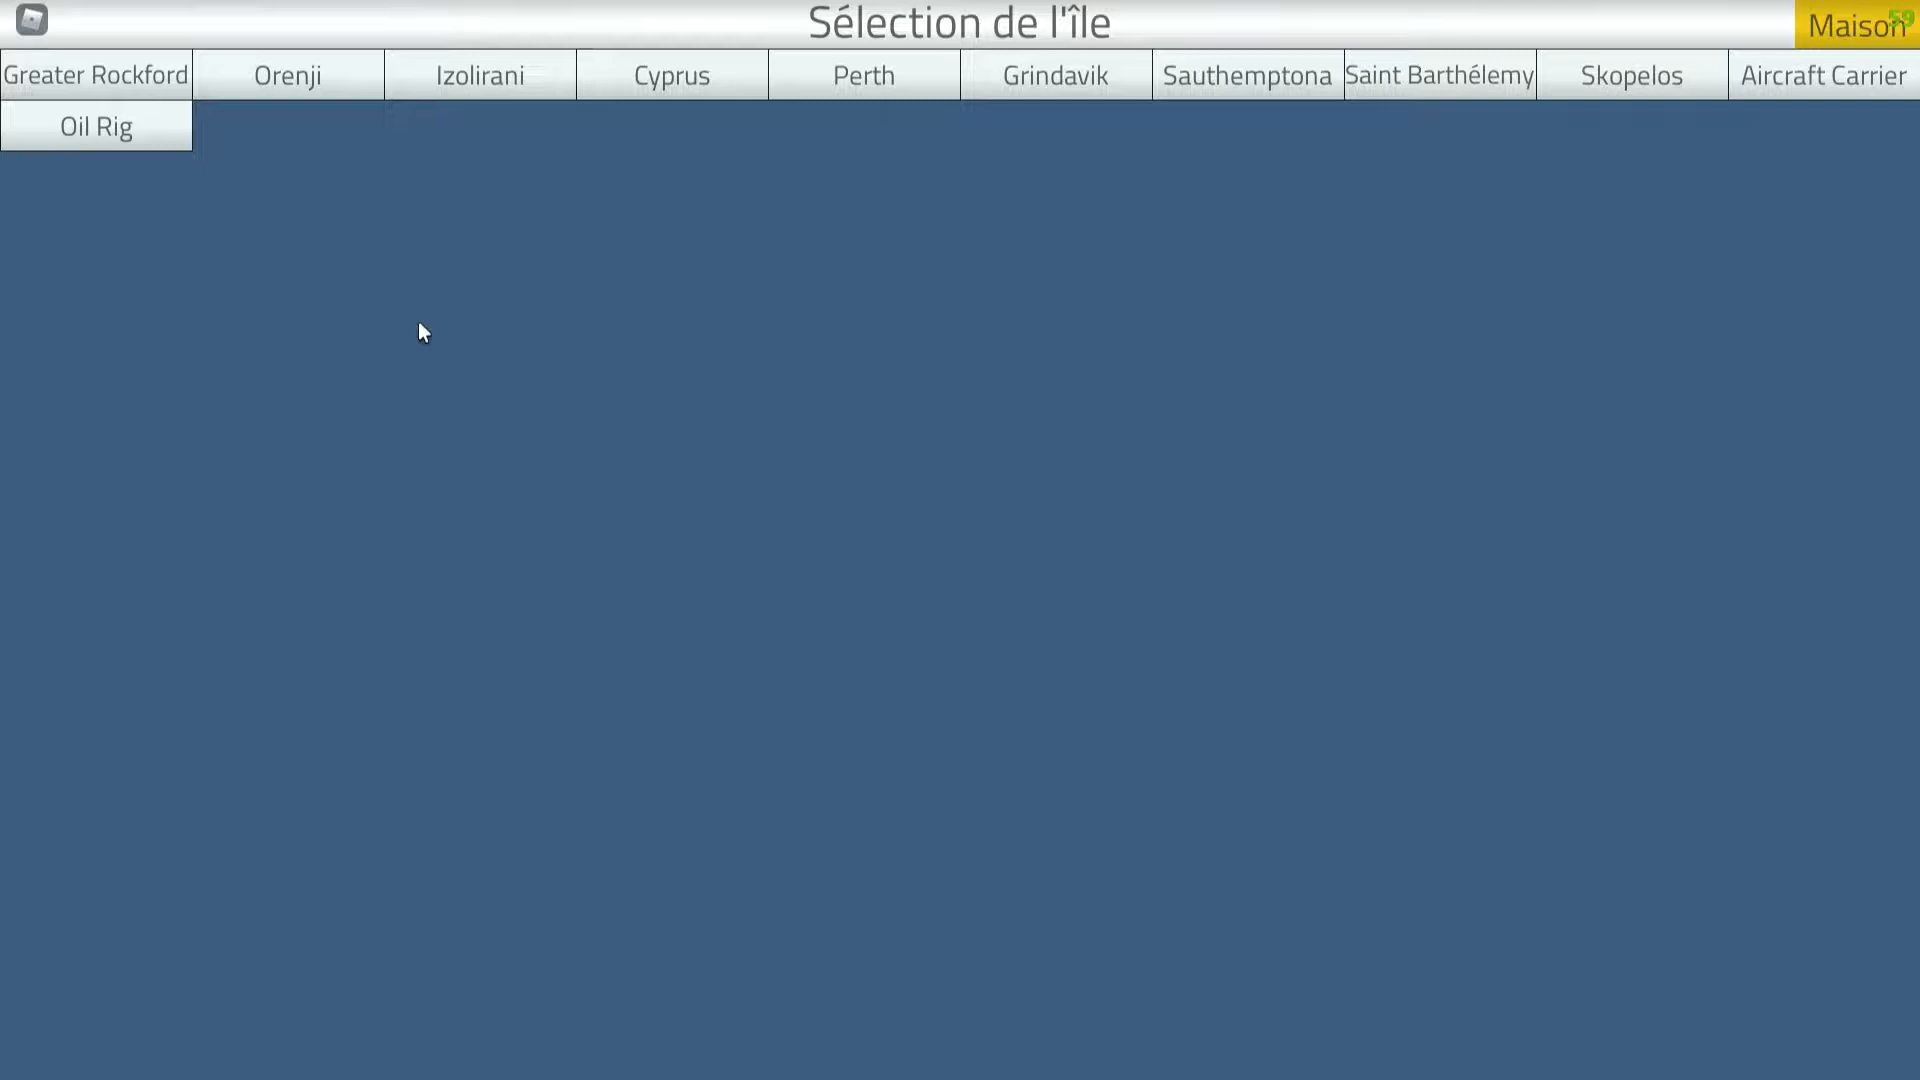 Sélection de l'île
Maison
59
Greater Rockford
Orenji
Izolirani
Cyprus
Perth
Grindavik
Sauthemptona
Saint Barthélemy
Skopelos
Aircraft Carrier
Oil Rig